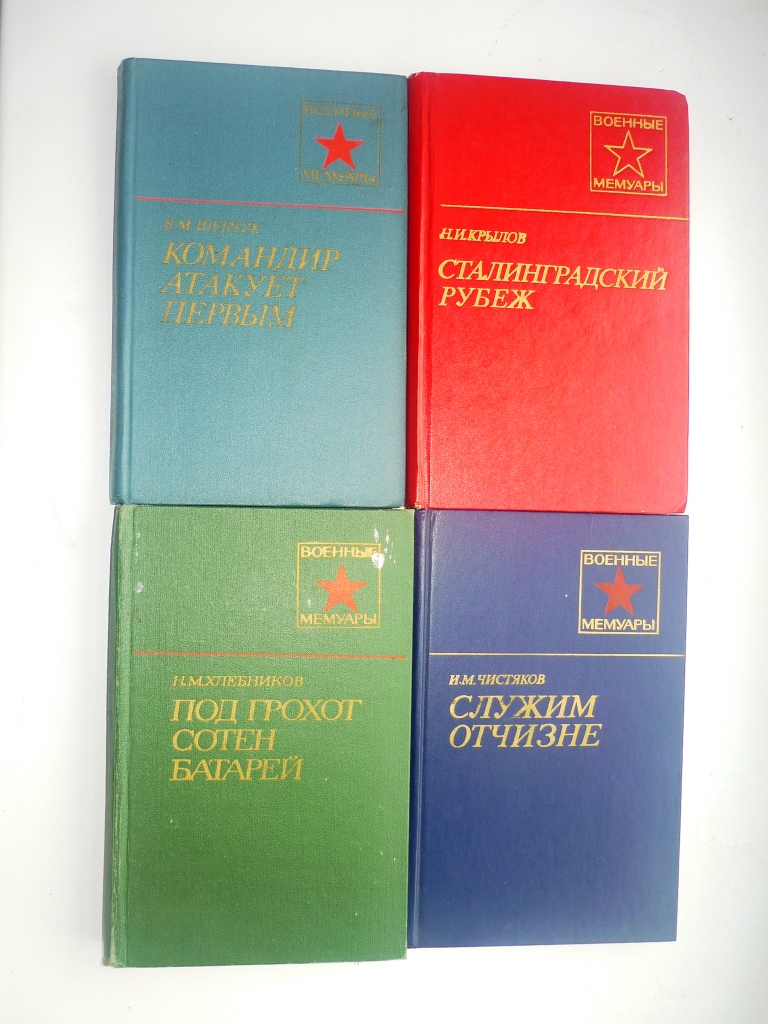 ВОЕННЫЕ
МЕМУАРЫ
В.М. ШЕВЧУК
КОМАНДИР
АТАКУЕТ
ПЕРВЫМ
ВОЕННЫЕ
МЕМУАРЫ
Н.И.КРЫЛОВ
СТАЛИНГРАДСКИЙ
РУБЕЖ
ВОЕННЫЕ
МЕМУАРЫ
Н.М.ХЛЕБНИКОВ
ПОД ГРОХОТ
СОТЕН
БАТАРЕЙ
ВОЕННЫЕ
МЕМУАРЫ
И.М.ЧИСТЯКОВ
СЛУЖИМ
ОТЧИЗНЕ